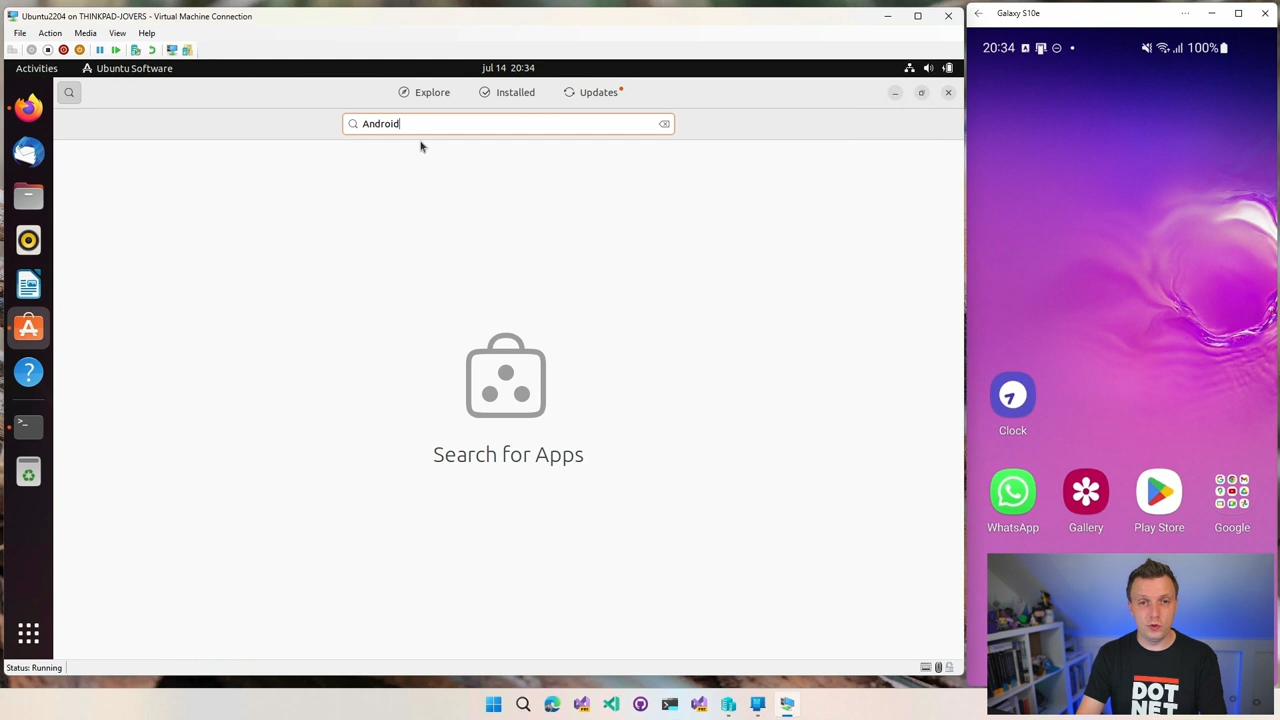 Ubuntu2204 on THINKPAD-JOVERS - Virtual Machine Connection
File Action Media View Help
Activities Ubuntu Software jul 14 20:34
Explore Installed Updates
Android
Search for Apps
Status: Running
Galaxy S10e
20:34 100%
Clock
WhatsApp Gallery Play Store Google
DOT
NET